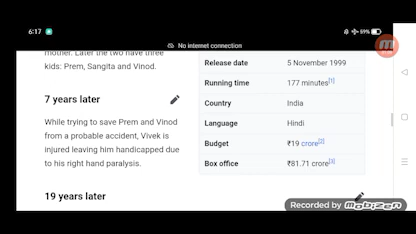 6:17
59%
No internet connection
mother. Later the two have three
kids: Prem, Sangita and Vinod.
7 years later
While trying to save Prem and Vinod
from a probable accident, Vivek is
injured leaving him handicapped due
to his right hand paralysis.
19 years later
Release date 5 November 1999
Running time 177 minutes[1]
Country India
Language Hindi
Budget ₹19 crore[2]
Box office ₹81.71 crore[3]
Recorded by mobizen